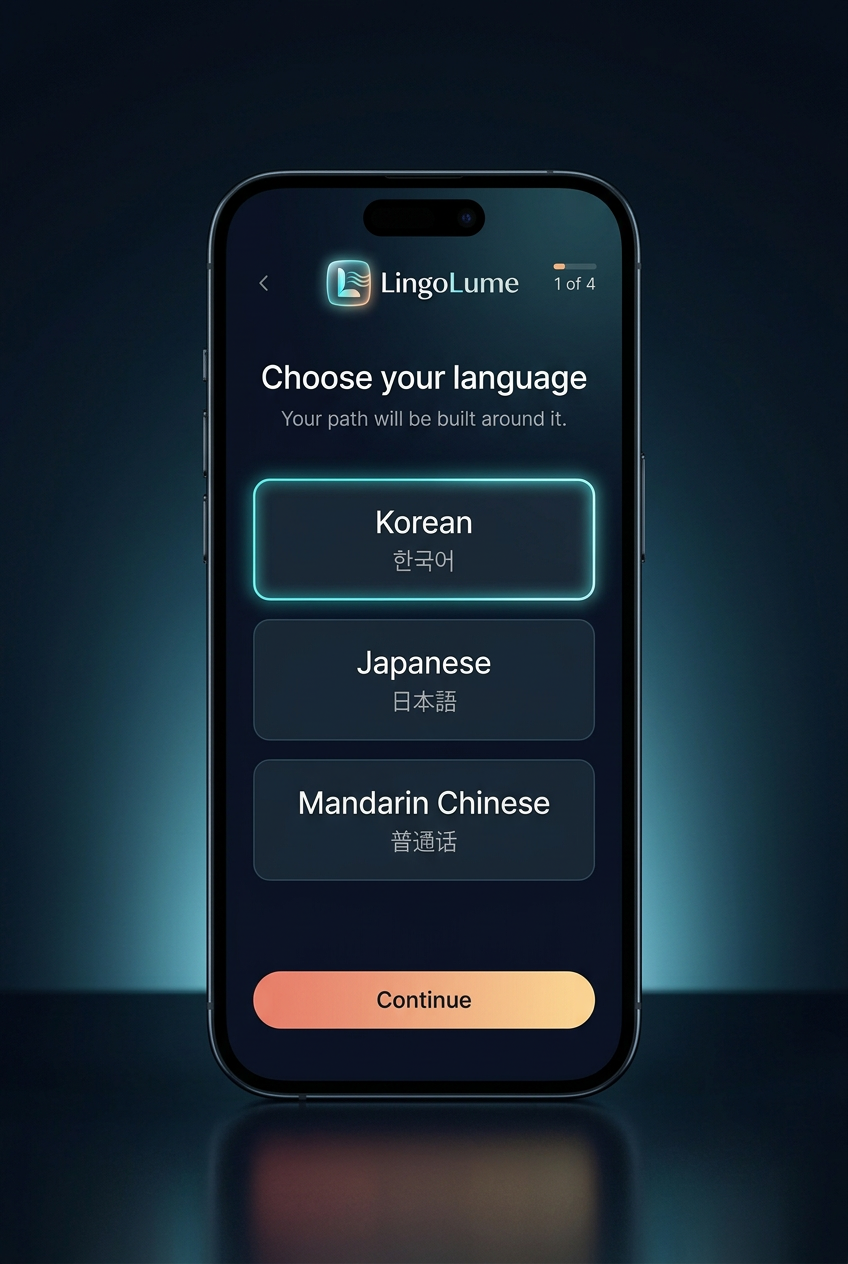 LingoLume
1 of 4
Choose your language
Your path will be built around it.
Korean
한국어
Japanese
日本語
Mandarin Chinese
普通话
Continue